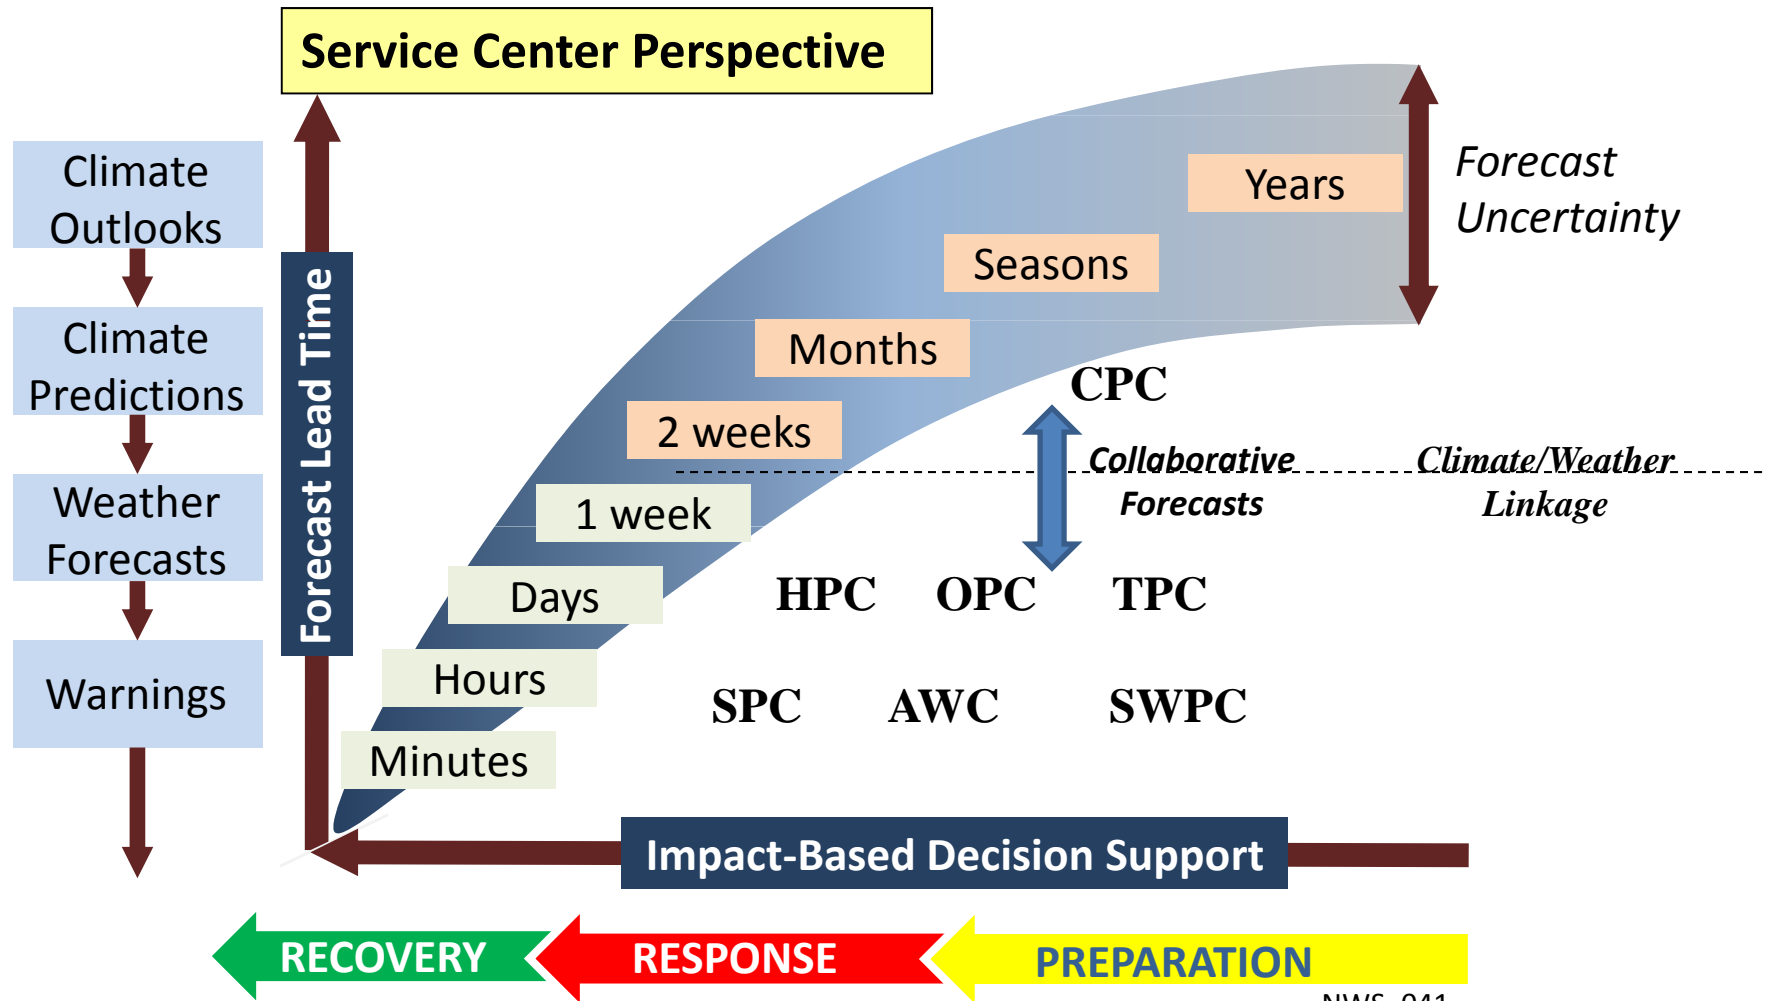 Service Center Perspective
Climate
Outlooks
Climate
Predictions
Weather
Forecasts
Warnings
Forecast Lead Time
Years
Seasons
Months
2 weeks
1 week
Days
Hours
Minutes
Forecast
Uncertainty
CPC
Collaborative
Forecasts
Climate/Weather
Linkage
HPC OPC TPC
SPC AWC SWPC
Impact-Based Decision Support
RECOVERY RESPONSE PREPARATION